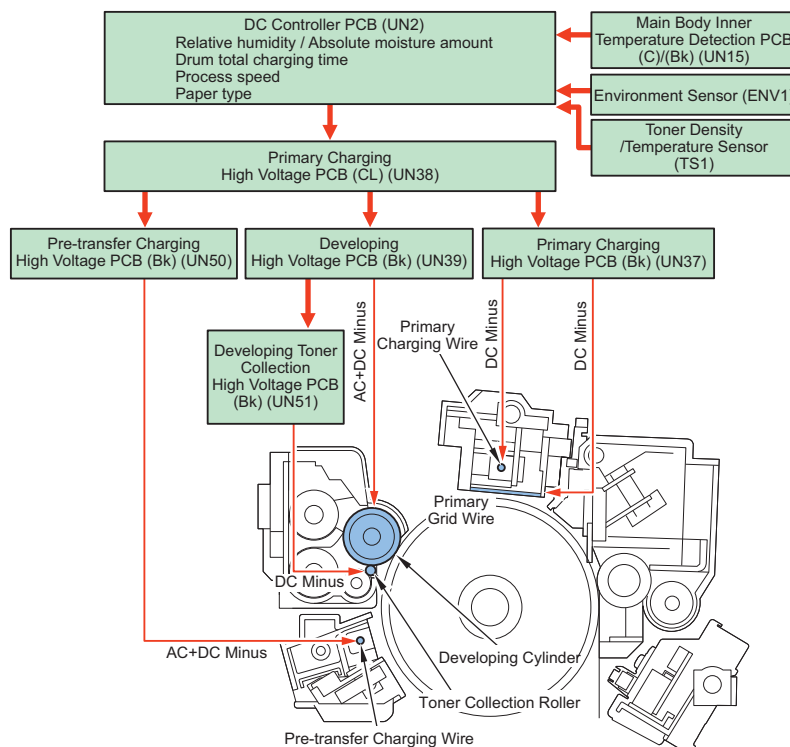 DC Controller PCB (UN2)
Relative humidity / Absolute moisture amount
Drum total charging time
Process speed
Paper type
Main Body Inner
Temperature Detection PCB
(C)/(Bk) (UN15)
Environment Sensor (ENV1)
Toner Density
/Temperature Sensor
(TS1)
Primary Charging
High Voltage PCB (CL) (UN38)
Pre-transfer Charging
High Voltage PCB (Bk) (UN50)
Developing
High Voltage PCB (Bk) (UN39)
Primary Charging
High Voltage PCB (Bk) (UN37)
Developing Toner
Collection
High Voltage PCB
(Bk) (UN51)
AC+DC Minus
Primary
Charging Wire
DC Minus
DC Minus
Primary
Grid Wire
DC Minus
AC+DC Minus
Developing Cylinder
Toner Collection Roller
Pre-transfer Charging Wire